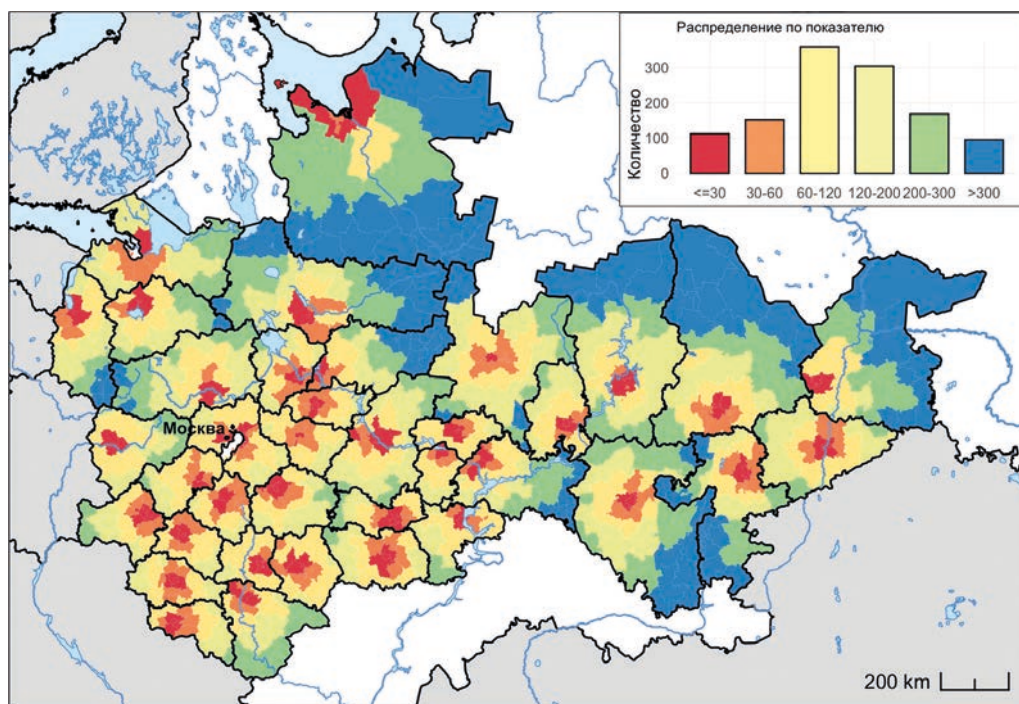 Распределение по показателю
Количество
300
200
100
0
<=30 30-60 60-120 120-200 200-300 >300
Москва
200 km